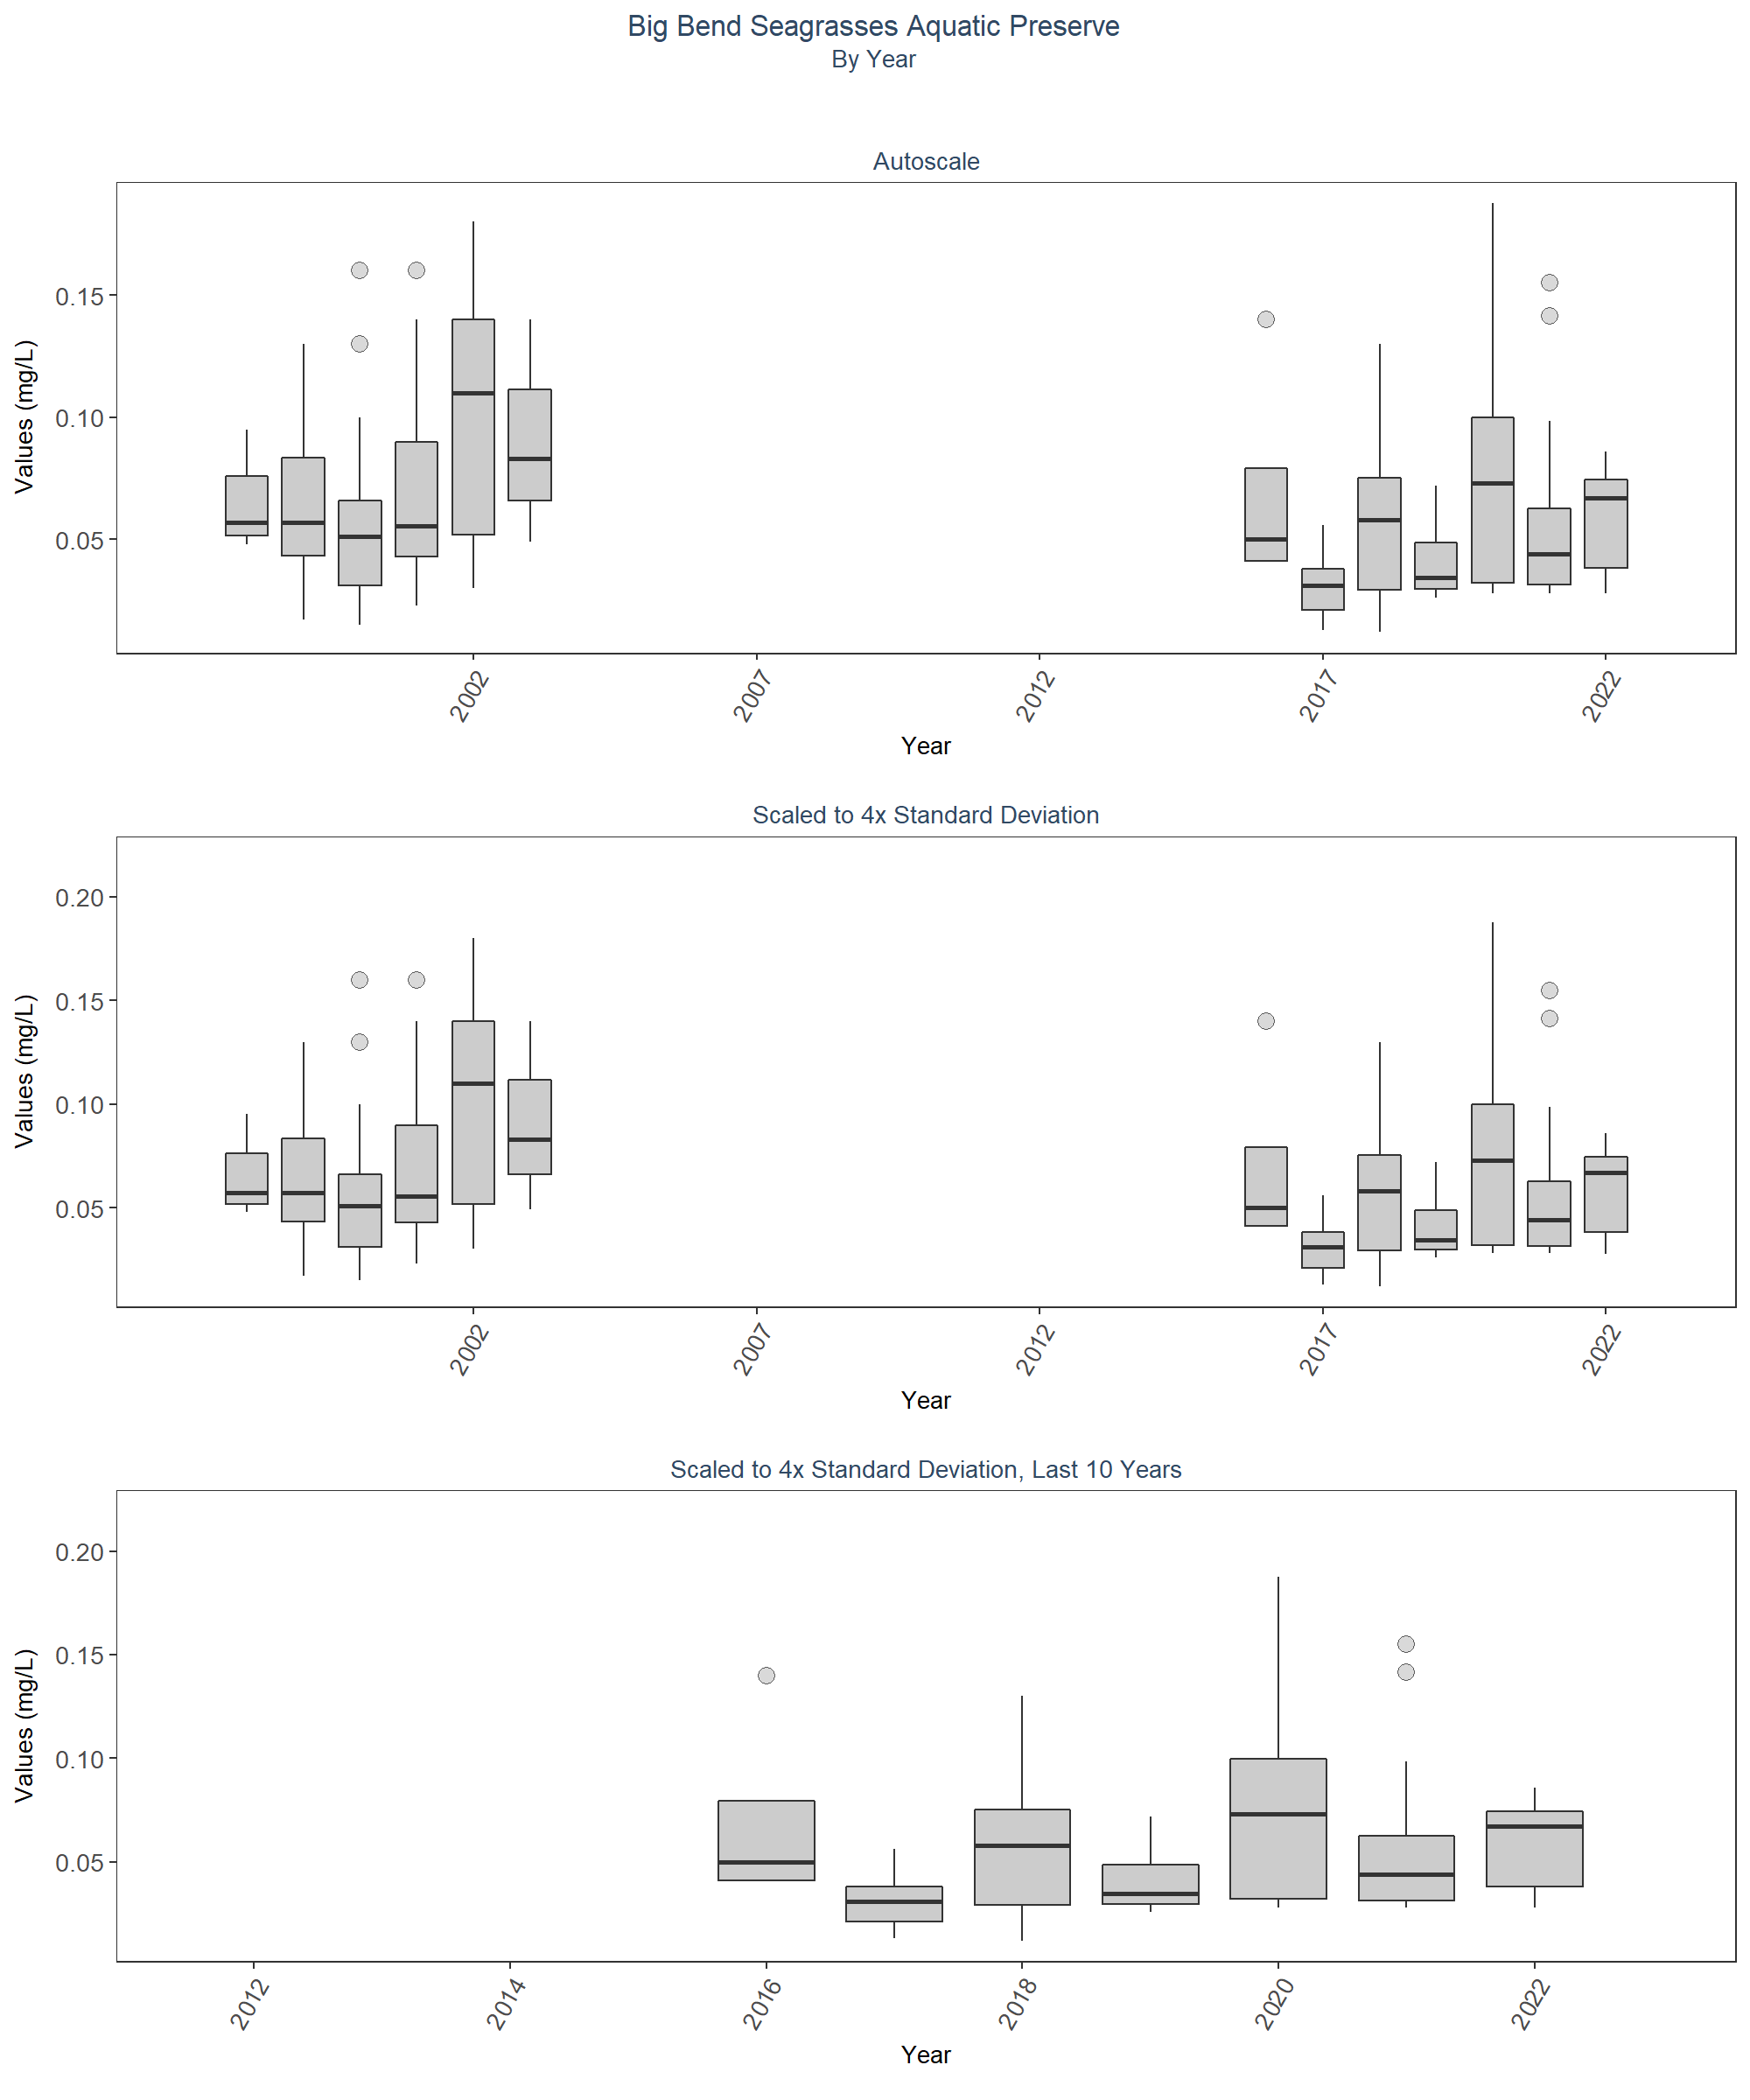 Big Bend Seagrasses Aquatic Preserve
By Year
Autoscale
Values (mg/L)
0.15
0.10
0.05
2002
2007
2012
2017
2022
Year
Scaled to 4x Standard Deviation
Values (mg/L)
0.20
0.15
0.10
0.05
2002
2007
2012
2017
2022
Year
Scaled to 4x Standard Deviation, Last 10 Years
Values (mg/L)
0.20
0.15
0.10
0.05
2012
2014
2016
2018
2020
2022
Year